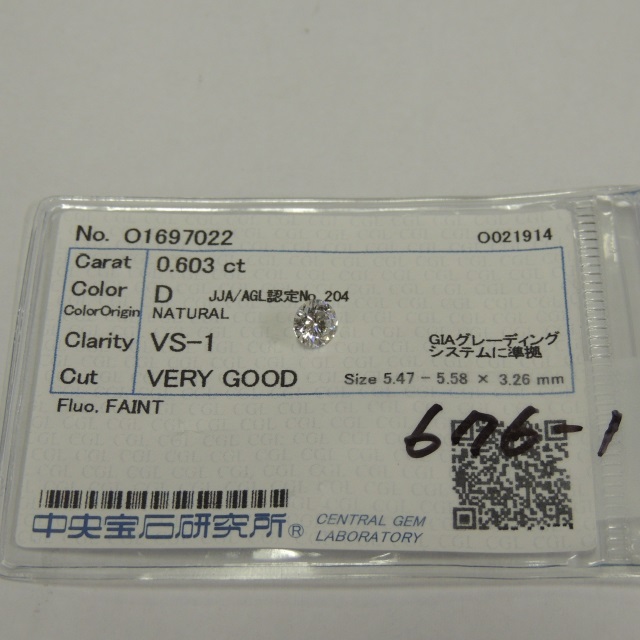 No. O1697022 O021914
Carat 0.603 ct
Color D JJA/AGL認定No.204
ColorOrigin NATURAL
Clarity VS-1 GIAグレーディング
システムに準拠
Cut VERY GOOD Size 5.47 - 5.58 × 3.26 mm
Fluo. FAINT
676-1
中央宝石研究所® CENTRAL GEM
LABORATORY